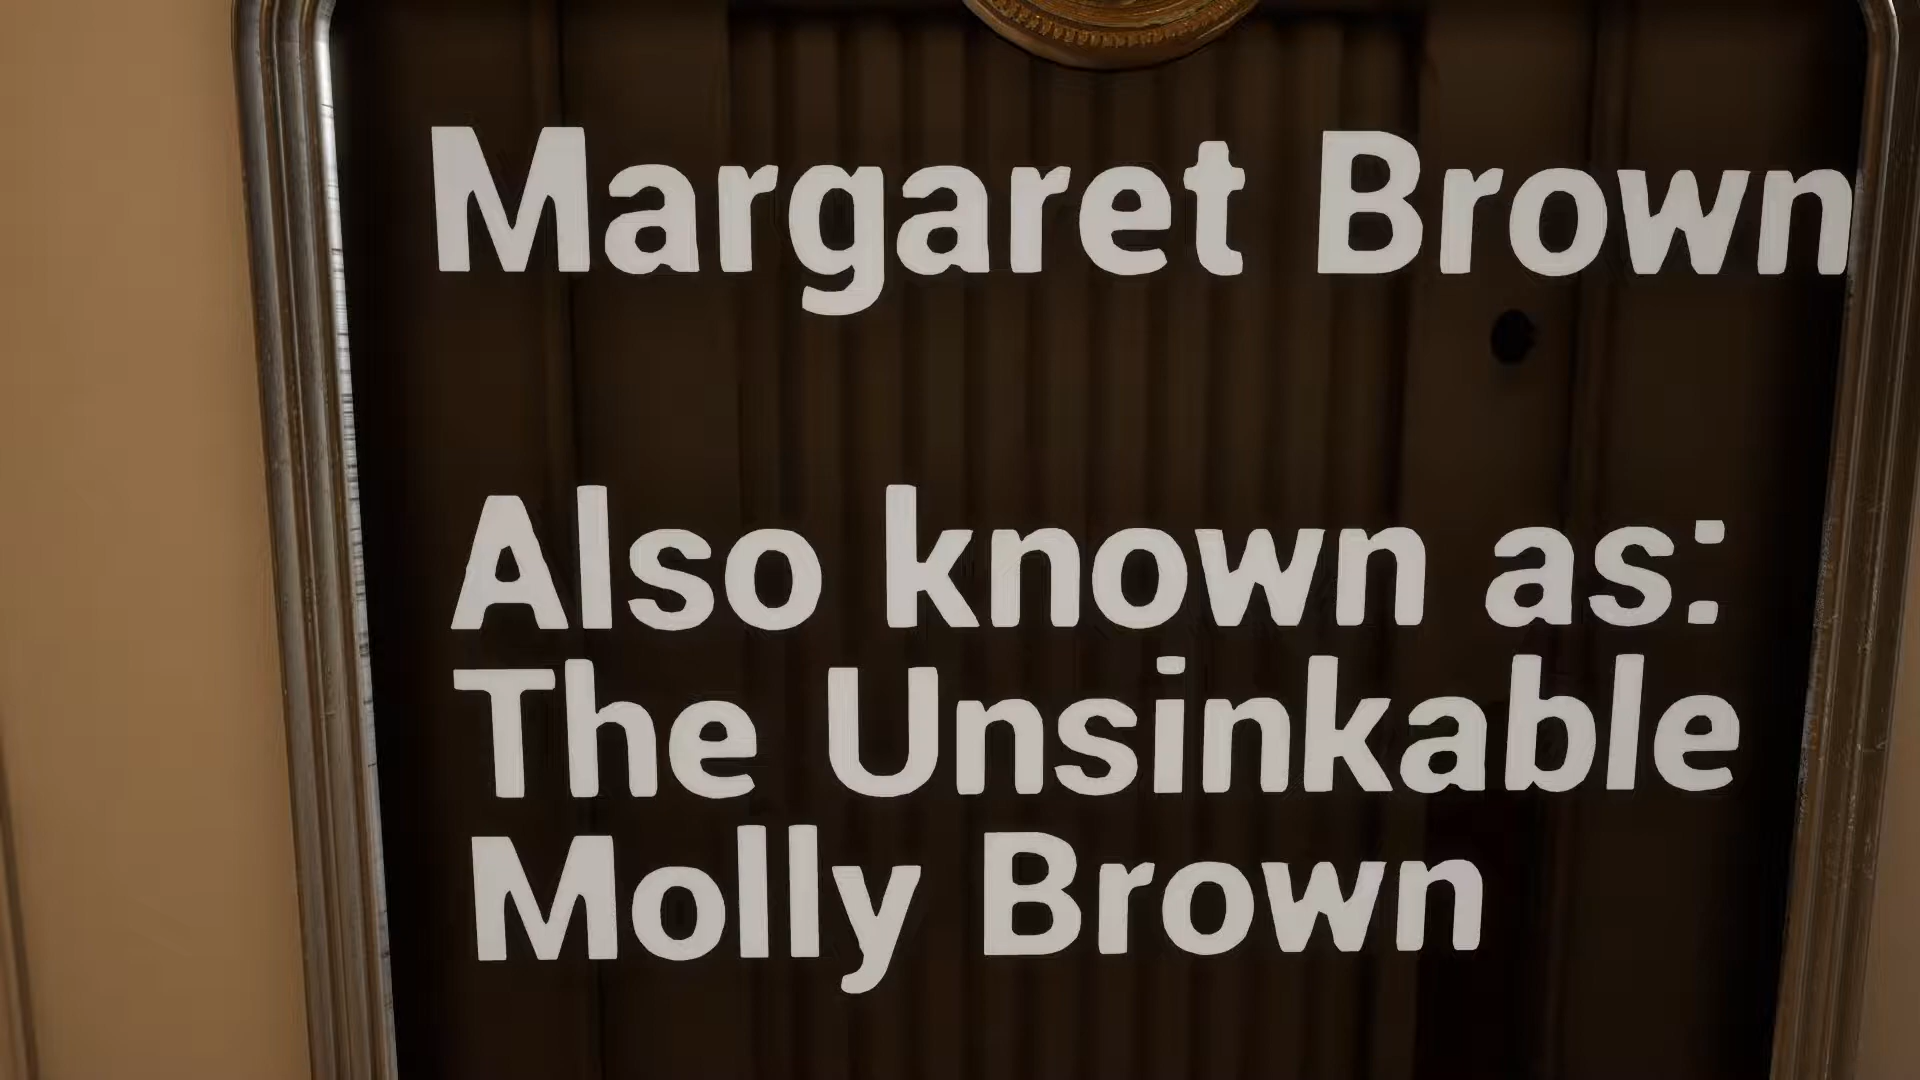 Margaret Brown
Also known as:
The Unsinkable
Molly Brown